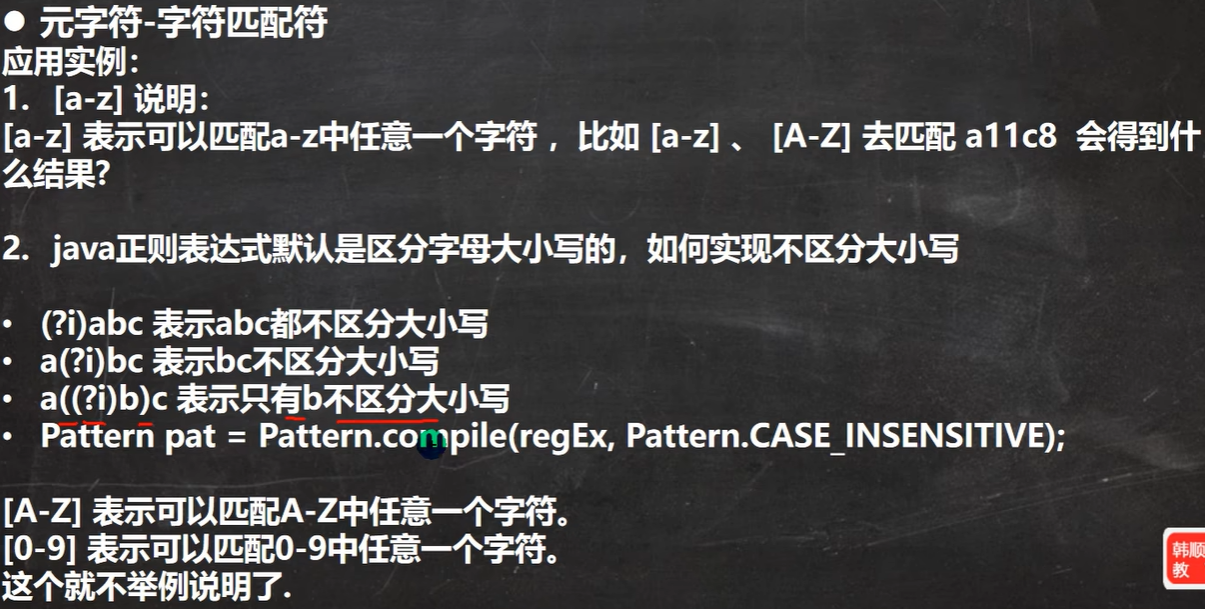 ● 元字符-字符匹配符
应用实例：
1. [a-z] 说明：
[a-z] 表示可以匹配a-z中任意一个字符 ，比如 [a-z] 、 [A-Z] 去匹配 a11c8 会得到什
么结果?
2. java正则表达式默认是区分字母大小写的，如何实现不区分大小写
• (?i)abc 表示abc都不区分大小写
• a(?i)bc 表示bc不区分大小写
• a((?i)b)c 表示只有b不区分大小写
• Pattern pat = Pattern.compile(regEx, Pattern.CASE_INSENSITIVE);
[A-Z] 表示可以匹配A-Z中任意一个字符。
[0-9] 表示可以匹配0-9中任意一个字符。
这个就不举例说明了.
韩顺
教